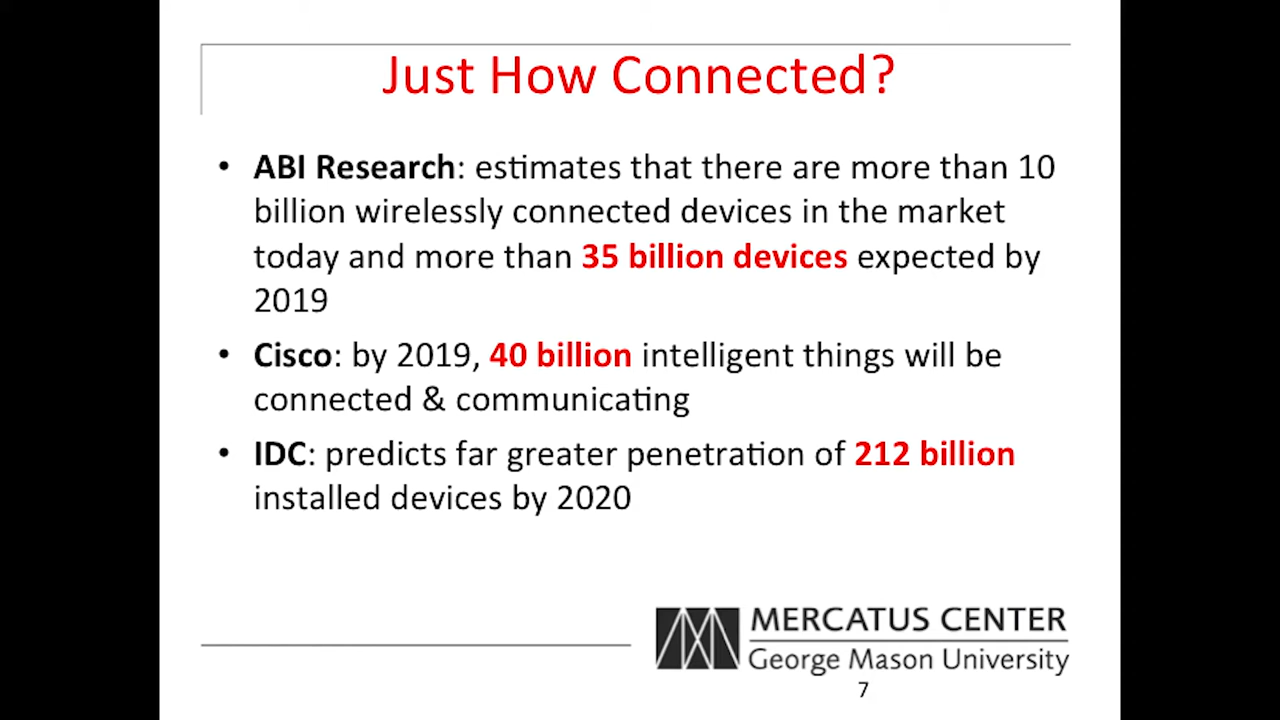 Just How Connected?
• ABI Research: estimates that there are more than 10
billion wirelessly connected devices in the market
today and more than 35 billion devices expected by
2019
• Cisco: by 2019, 40 billion intelligent things will be
connected & communicating
• IDC: predicts far greater penetration of 212 billion
installed devices by 2020
MERCATUS CENTER
George Mason University
7